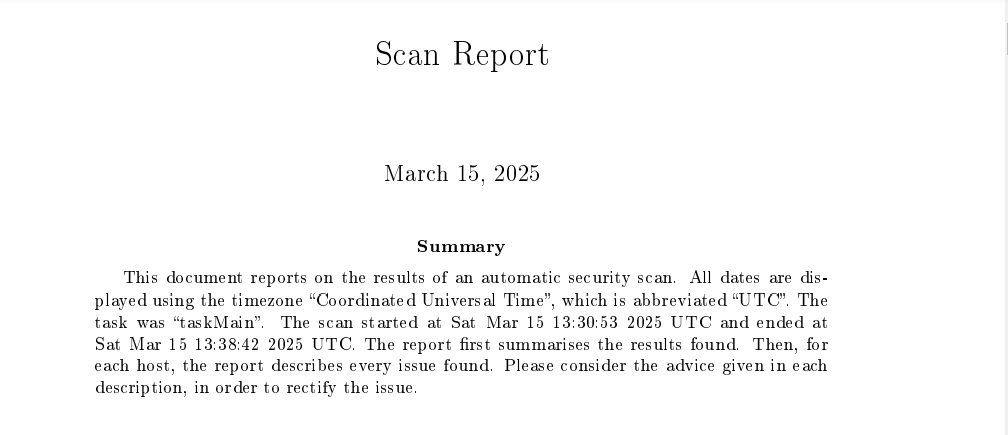 Scan Report
March 15, 2025
Summary
This document reports on the results of an automatic security scan. All dates are dis-
played using the timezone “Coordinated Universal Time”, which is abbreviated “UTC”. The
task was “taskMain”. The scan started at Sat Mar 15 13:30:53 2025 UTC and ended at
Sat Mar 15 13:38:42 2025 UTC. The report first summarises the results found. Then, for
each host, the report describes every issue found. Please consider the advice given in each
description, in order to rectify the issue.